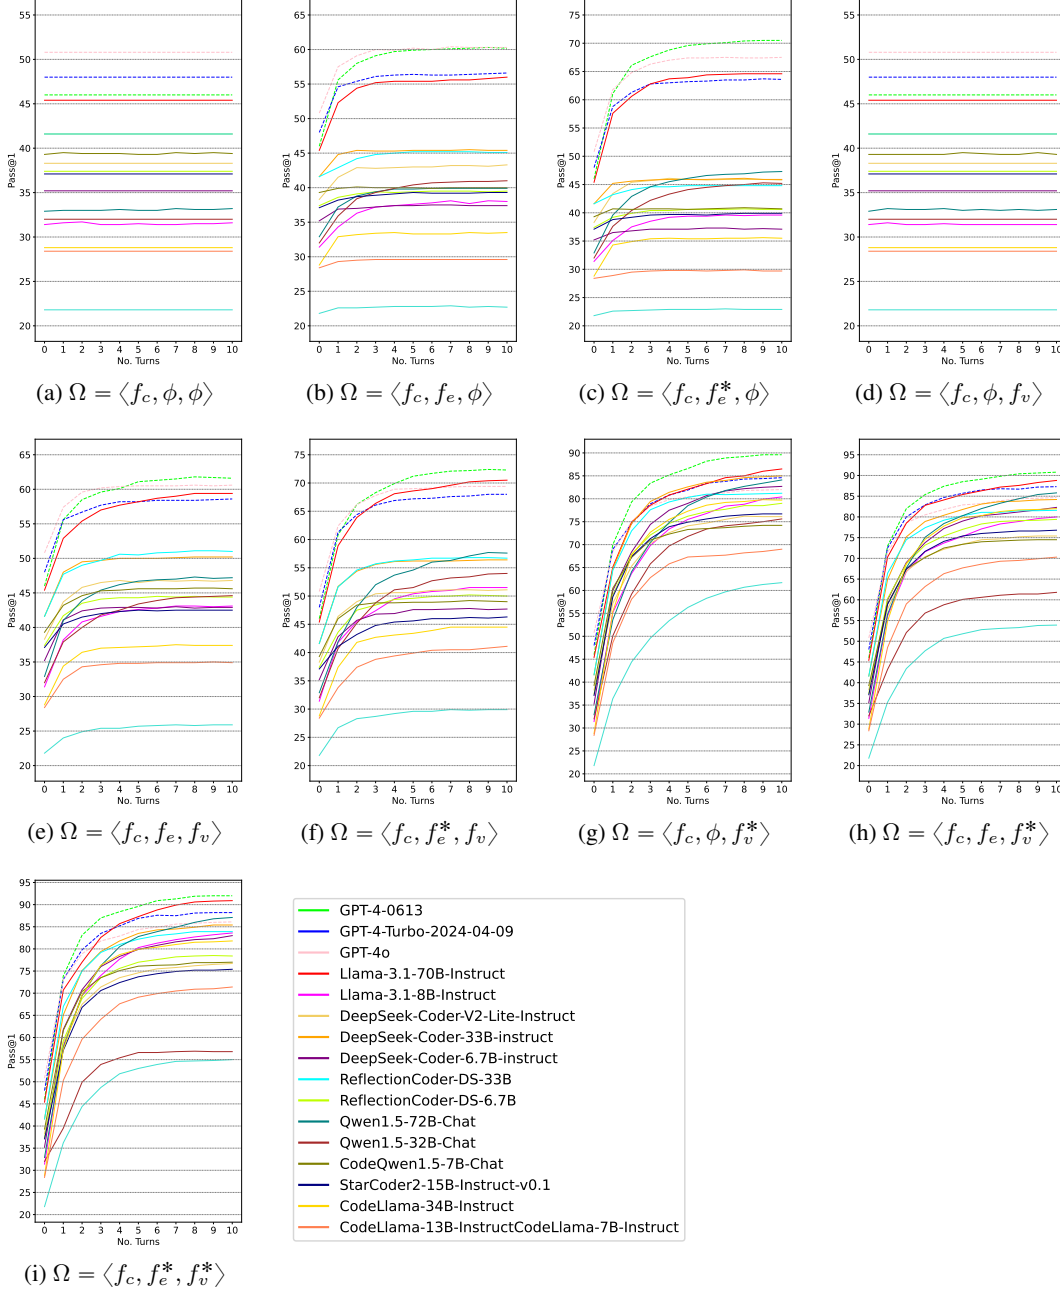 55
50
45
40
35
30
25
20
Pass@1
0 1 2 3 4 5 6 7 8 9 10
No. Turns
(a) Ω = ⟨f_c, ϕ, ϕ⟩
65
60
55
50
45
40
35
30
25
20
Pass@1
0 1 2 3 4 5 6 7 8 9 10
No. Turns
(b) Ω = ⟨f_c, f_e, ϕ⟩
75
70
65
60
55
50
45
40
35
30
25
20
Pass@1
0 1 2 3 4 5 6 7 8 9 10
No. Turns
(c) Ω = ⟨f_c, f_e^*, ϕ⟩
55
50
45
40
35
30
25
20
Pass@1
0 1 2 3 4 5 6 7 8 9 10
No. Turns
(d) Ω = ⟨f_c, ϕ, f_v⟩
65
60
55
50
45
40
35
30
25
20
Pass@1
0 1 2 3 4 5 6 7 8 9 10
No. Turns
(e) Ω = ⟨f_c, f_e, f_v⟩
75
70
65
60
55
50
45
40
35
30
25
20
Pass@1
0 1 2 3 4 5 6 7 8 9 10
No. Turns
(f) Ω = ⟨f_c, f_e^*, f_v⟩
90
85
80
75
70
65
60
55
50
45
40
35
30
25
20
Pass@1
0 1 2 3 4 5 6 7 8 9 10
No. Turns
(g) Ω = ⟨f_c, ϕ, f_v^*⟩
95
90
85
80
75
70
65
60
55
50
45
40
35
30
25
20
Pass@1
0 1 2 3 4 5 6 7 8 9 10
No. Turns
(h) Ω = ⟨f_c, f_e, f_v^*⟩
95
90
85
80
75
70
65
60
55
50
45
40
35
30
25
20
Pass@1
0 1 2 3 4 5 6 7 8 9 10
No. Turns
(i) Ω = ⟨f_c, f_e^*, f_v^*⟩
GPT-4-0613
GPT-4-Turbo-2024-04-09
GPT-4o
Llama-3.1-70B-Instruct
Llama-3.1-8B-Instruct
DeepSeek-Coder-V2-Lite-Instruct
DeepSeek-Coder-33B-instruct
DeepSeek-Coder-6.7B-instruct
ReflectionCoder-DS-33B
ReflectionCoder-DS-6.7B
Qwen1.5-72B-Chat
Qwen1.5-32B-Chat
CodeQwen1.5-7B-Chat
StarCoder2-15B-Instruct-v0.1
CodeLlama-34B-Instruct
CodeLlama-13B-InstructCodeLlama-7B-Instruct